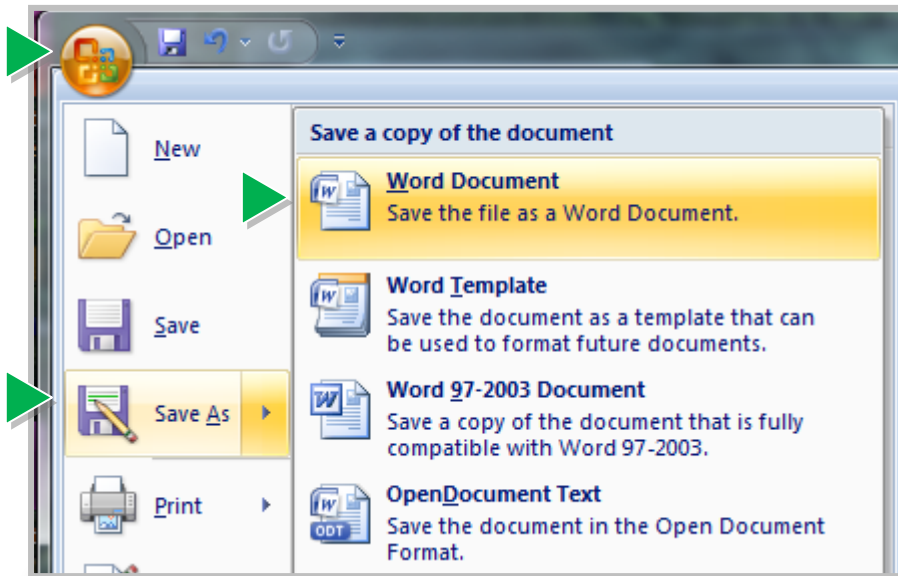 New
Open
Save
Save As
Print
Save a copy of the document
Word Document
Save the file as a Word Document.
Word Template
Save the document as a template that can
be used to format future documents.
Word 97-2003 Document
Save a copy of the document that is fully
compatible with Word 97-2003.
OpenDocument Text
ODT
Save the document in the Open Document
Format.